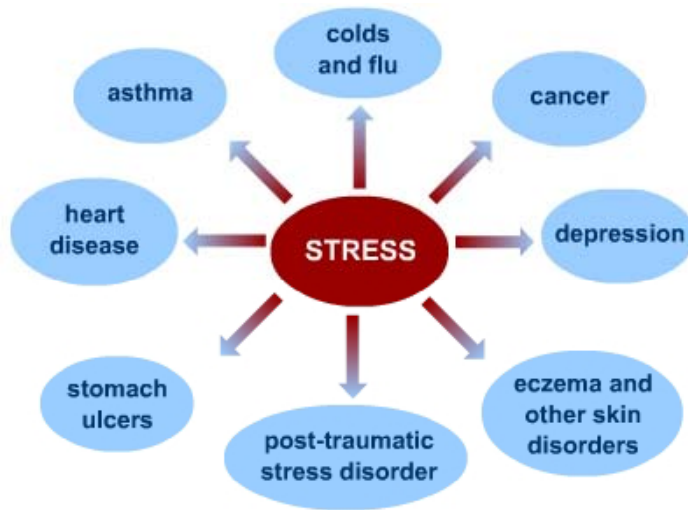 colds
and flu
asthma
cancer
heart
disease
STRESS
depression
stomach
ulcers
post-traumatic
stress disorder
eczema and
other skin
disorders